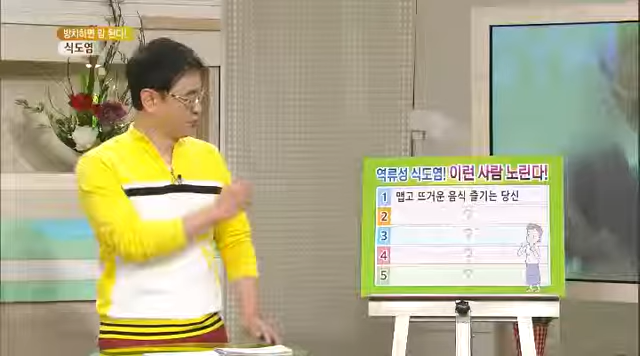 방치하면 암 된다!
식도염
역류성 식도염! 이런 사람 노린다!
1 맵고 뜨거운 음식 즐기는 당신
2 ?
3 ?
4 ?
5 ?